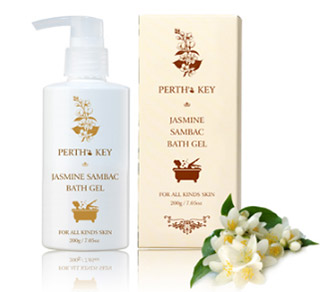 PERTH KEY
JASMINE SAMBAC
BATH GEL
FOR ALL KINDS SKIN
200g / 7.05oz
PERTH KEY
JASMINE
SAMBAC
BATH GEL
FOR ALL KINDS SKIN
200g / 7.05oz